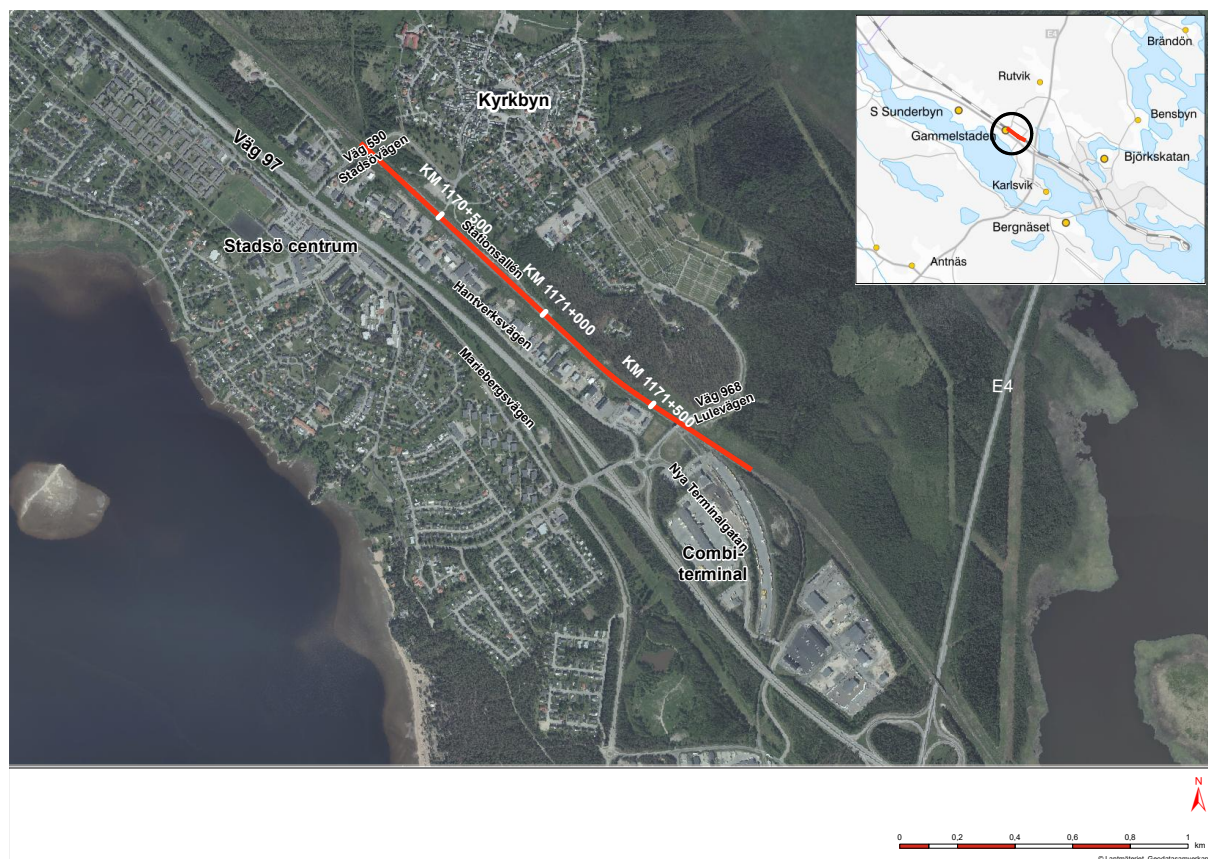 Kyrkbyn
Väg 97
Väg 590
Stadsövägen
KM 1170+500
Stadsö centrum
Stationsallén
KM 1171+000
Hantverksvägen
Mariebergsvägen
KM 1171+500
Väg 968
Lulevägen
E4
Nya Terminalgatan
Combi-
terminal
E4
Brändön
Rutvik
S Sunderbyn
Bensbyn
Gammelstaden
Björkskatan
Karlsvik
Bergnäset
Antnäs
N
0 0,2 0,4 0,6 0,8 1
km
© Lantmäteriet, Geodatasamverkan